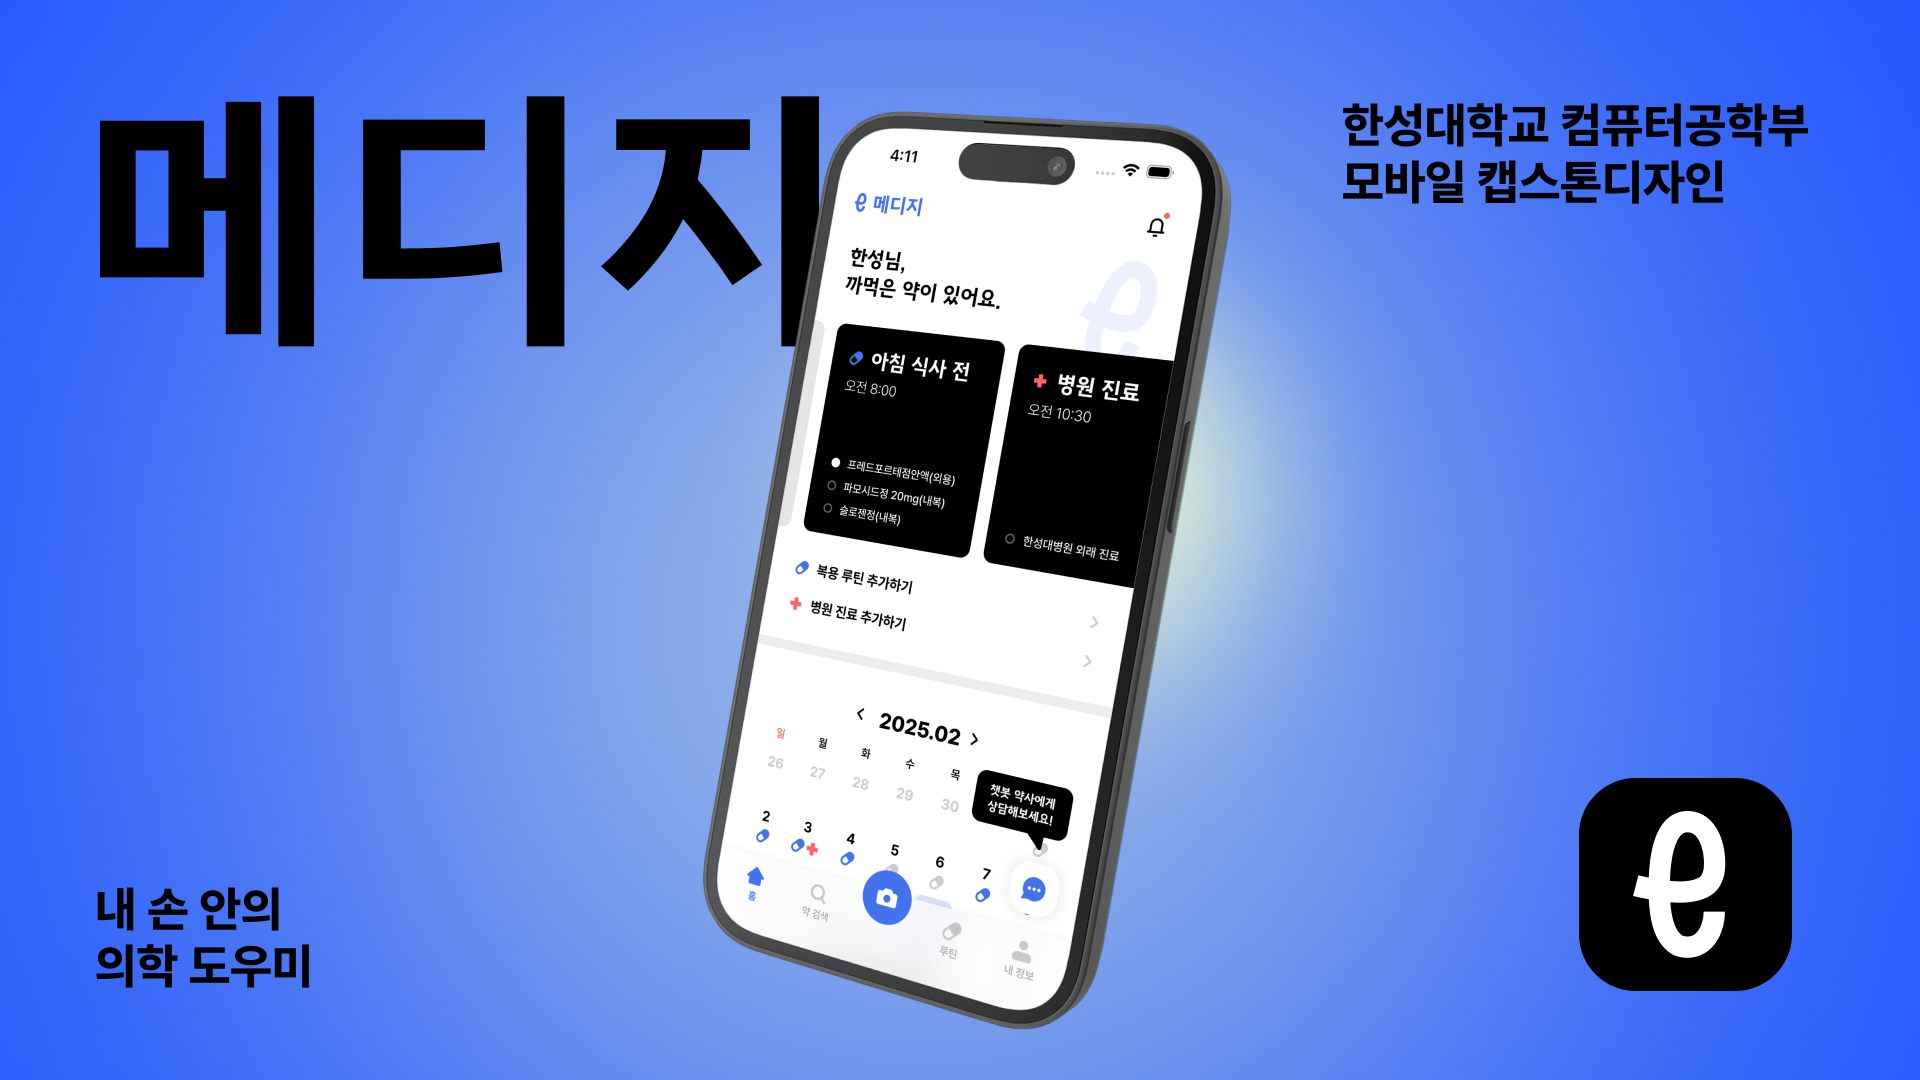 메디지
한성대학교 컴퓨터공학부
모바일 캡스톤디자인
4:11
메디지
한성님,
까먹은 약이 있어요.
아침 식사 전
오전 8:00
프레드포르테점안액(외용)
파모시드정 20mg(내복)
슬로젠정(내복)
병원 진료
오전 10:30
한성대병원 외래 진료
복용 루틴 추가하기
병원 진료 추가하기
2025.02
일 월 화 수 목
26 27 28 29 30
챗봇 약사에게
상담해보세요!
2 3 4 5 6 7
홈 약 검색 루틴 내 정보
내 손 안의
의학 도우미